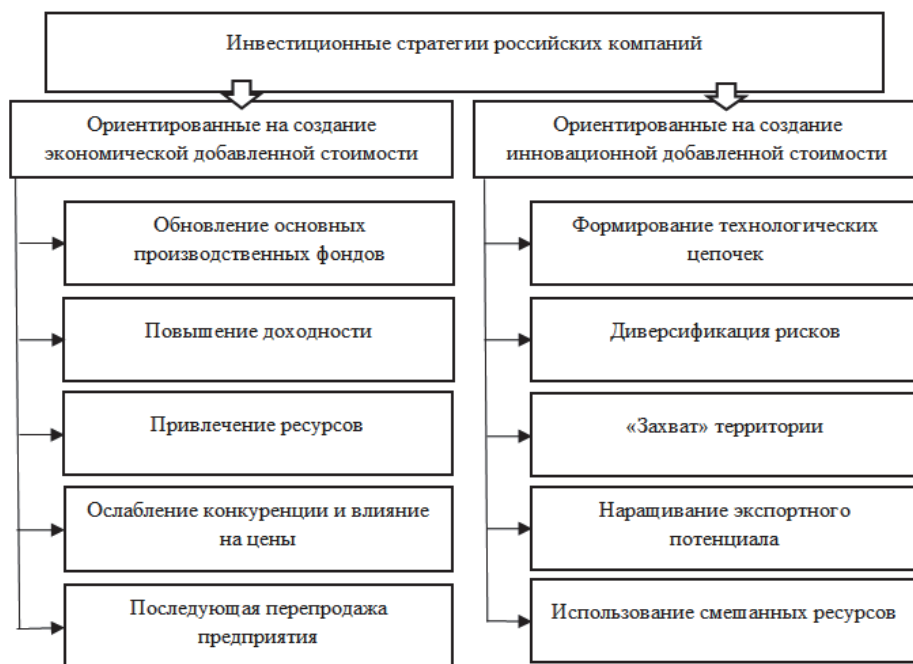 Инвестиционные стратегии российских компаний
Ориентированные на создание
экономической добавленной стоимости
Обновление основных
производственных фондов
Повышение доходности
Привлечение ресурсов
Ослабление конкуренции и влияние
на цены
Последующая перепродажа
предприятия
Ориентированные на создание
инновационной добавленной стоимости
Формирование технологических
цепочек
Диверсификация рисков
«Захват» территории
Наращивание экспортного
потенциала
Использование смешанных ресурсов